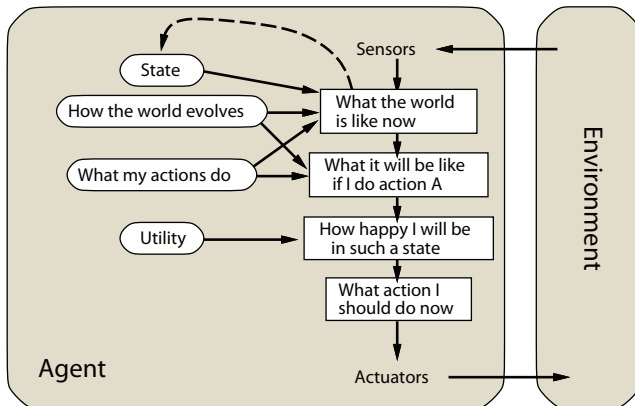 Sensors
State
How the world evolves
What the world
is like now
What my actions do
What it will be like
if I do action A
Utility
How happy I will be
in such a state
What action I
should do now
Agent
Actuators
Environment